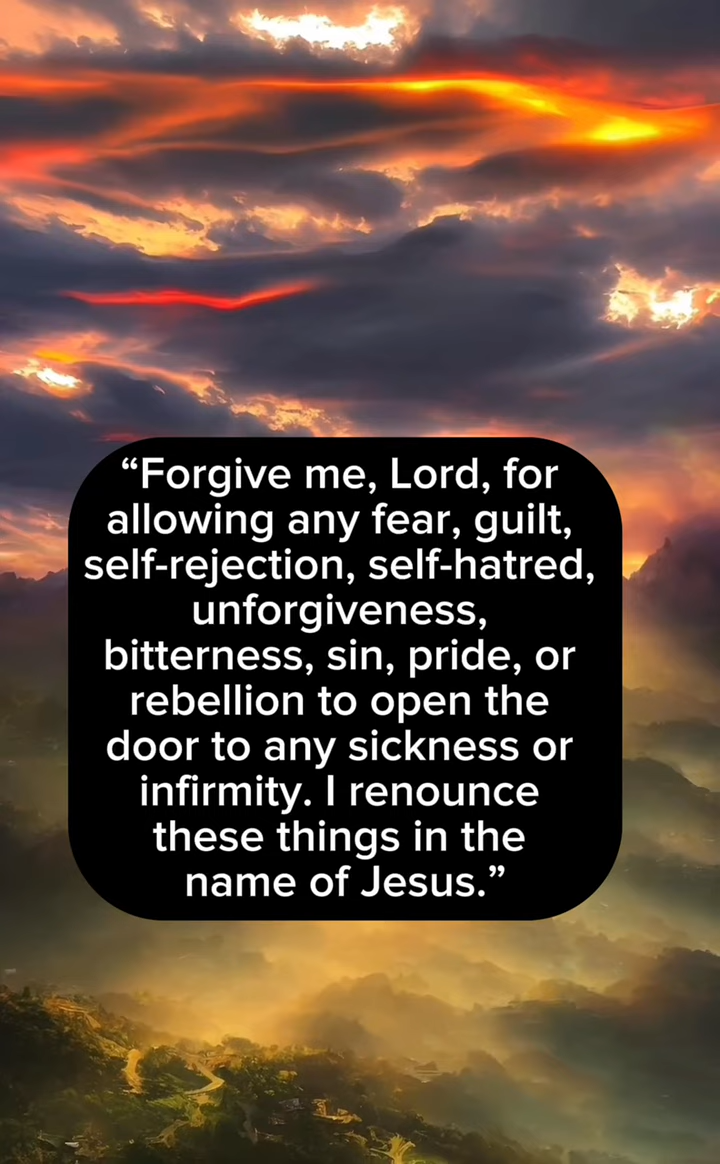 “Forgive me, Lord, for
allowing any fear, guilt,
self-rejection, self-hatred,
unforgiveness,
bitterness, sin, pride, or
rebellion to open the
door to any sickness or
infirmity. I renounce
these things in the
name of Jesus.”